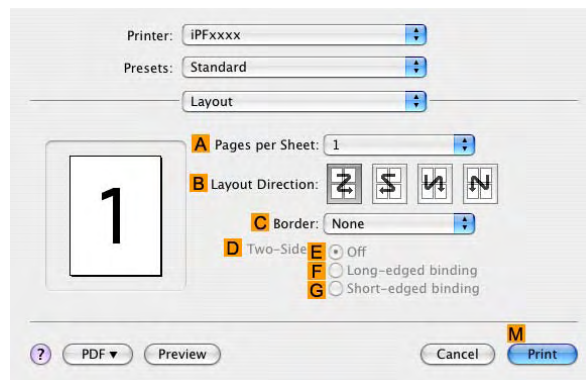 Printer: iPFxxxx
Presets: Standard
Layout
A Pages per Sheet: 1
B Layout Direction:
C Border: None
D Two-Side E Off
F Long-edged binding
G Short-edged binding
1
M
? PDF▼ Preview Cancel Print